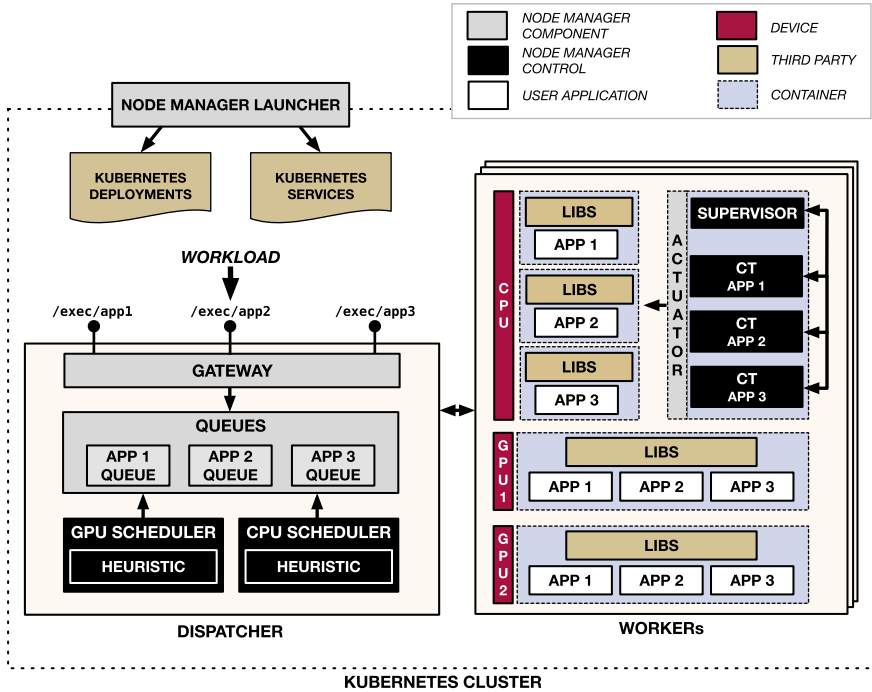 NODE MANAGER
COMPONENT
DEVICE
NODE MANAGER
CONTROL
THIRD PARTY
USER APPLICATION
CONTAINER
NODE MANAGER LAUNCHER
KUBERNETES
DEPLOYMENTS
KUBERNETES
SERVICES
WORKLOAD
/exec/app1
/exec/app2
/exec/app3
GATEWAY
QUEUES
APP 1
QUEUE
APP 2
QUEUE
APP 3
QUEUE
GPU SCHEDULER
HEURISTIC
CPU SCHEDULER
HEURISTIC
DISPATCHER
CPU
LIBS
APP 1
LIBS
APP 2
LIBS
APP 3
ACTUATOR
SUPERVISOR
CT
APP 1
CT
APP 2
CT
APP 3
GPU1
LIBS
APP 1
APP 2
APP 3
GPU2
LIBS
APP 1
APP 2
APP 3
WORKERs
KUBERNETES CLUSTER